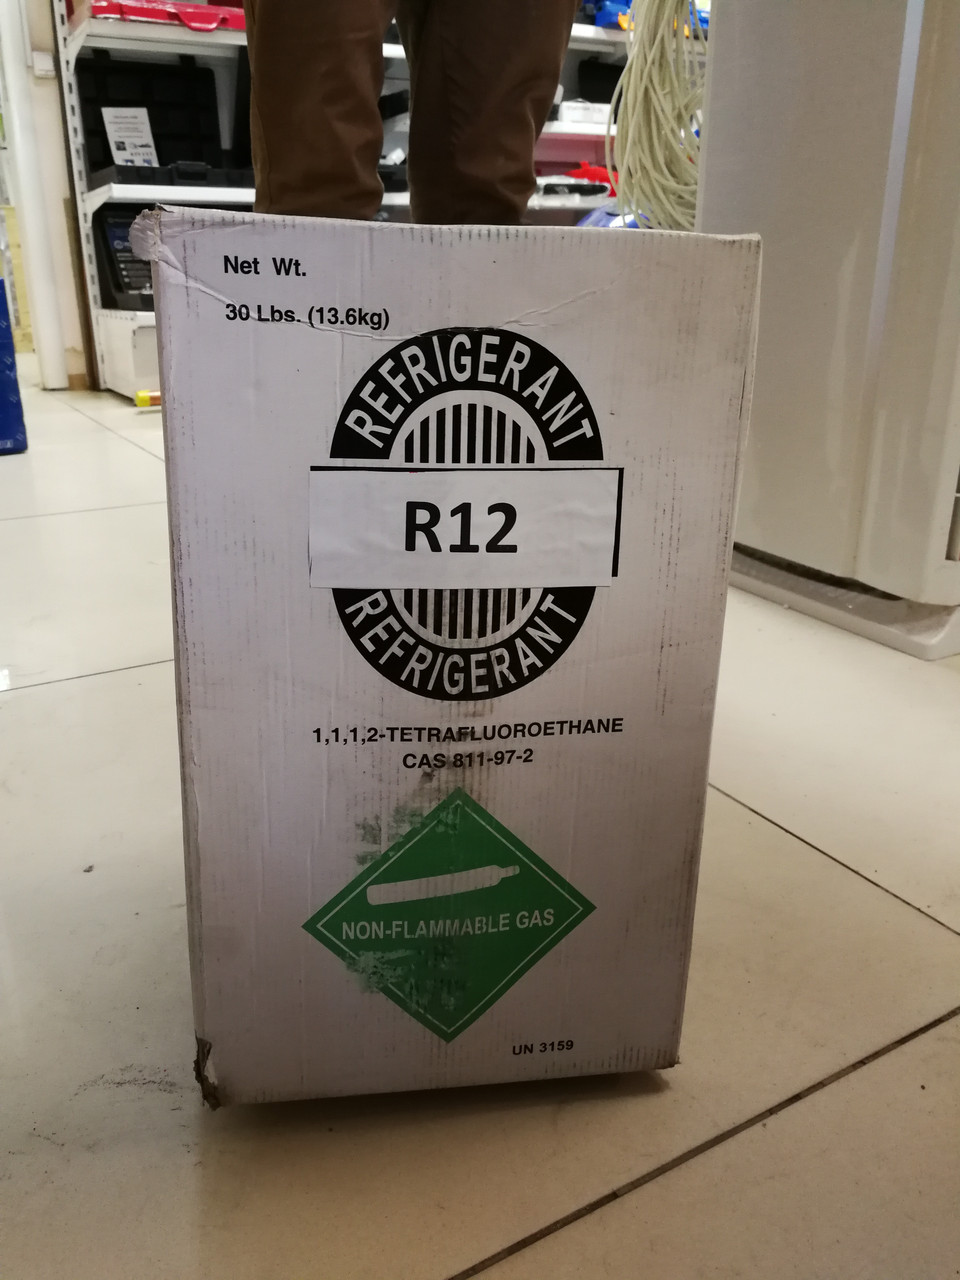 Net Wt.
30 Lbs. (13.6kg)
REFRIGERANT
R12
REFRIGERANT
1,1,1,2-TETRAFLUOROETHANE
CAS 811-97-2
NON-FLAMMABLE GAS
UN 3159